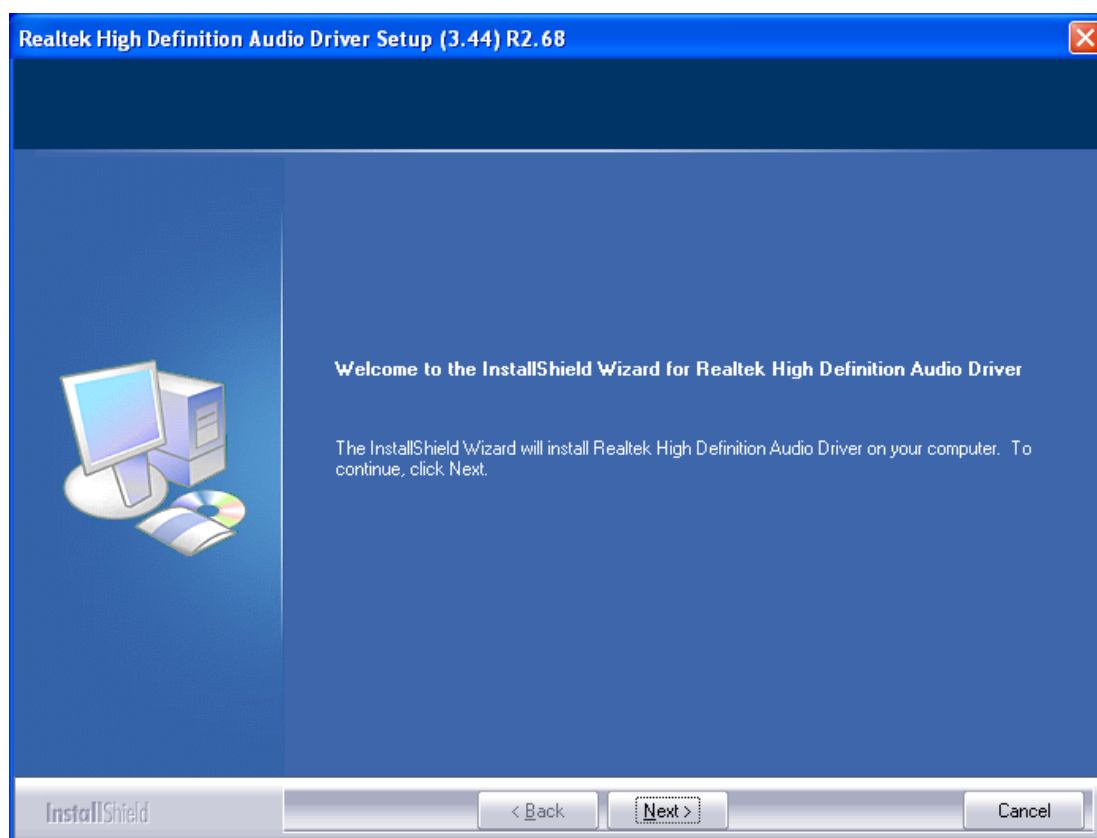 Realtek High Definition Audio Driver Setup (3.44) R2.68
Welcome to the InstallShield Wizard for Realtek High Definition Audio Driver
The InstallShield Wizard will install Realtek High Definition Audio Driver on your computer. To
continue, click Next.
InstallShield
< Back
Next >
Cancel